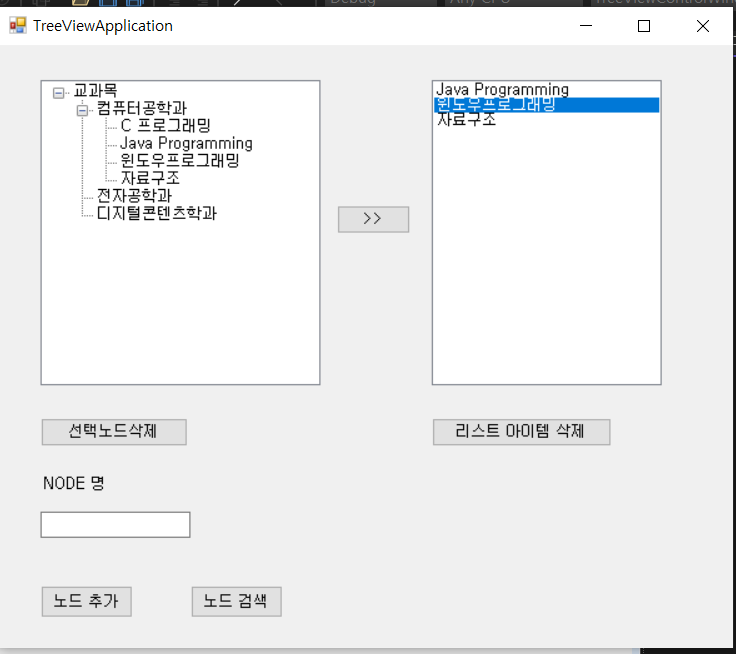 TreeViewApplication
교과목
컴퓨터공학과
C 프로그래밍
Java Programming
윈도우프로그래밍
자료구조
전자공학과
디지털콘텐츠학과
>>
Java Programming
윈도우프로그래밍
자료구조
선택노드삭제
리스트 아이템 삭제
NODE 명
노드 추가
노드 검색